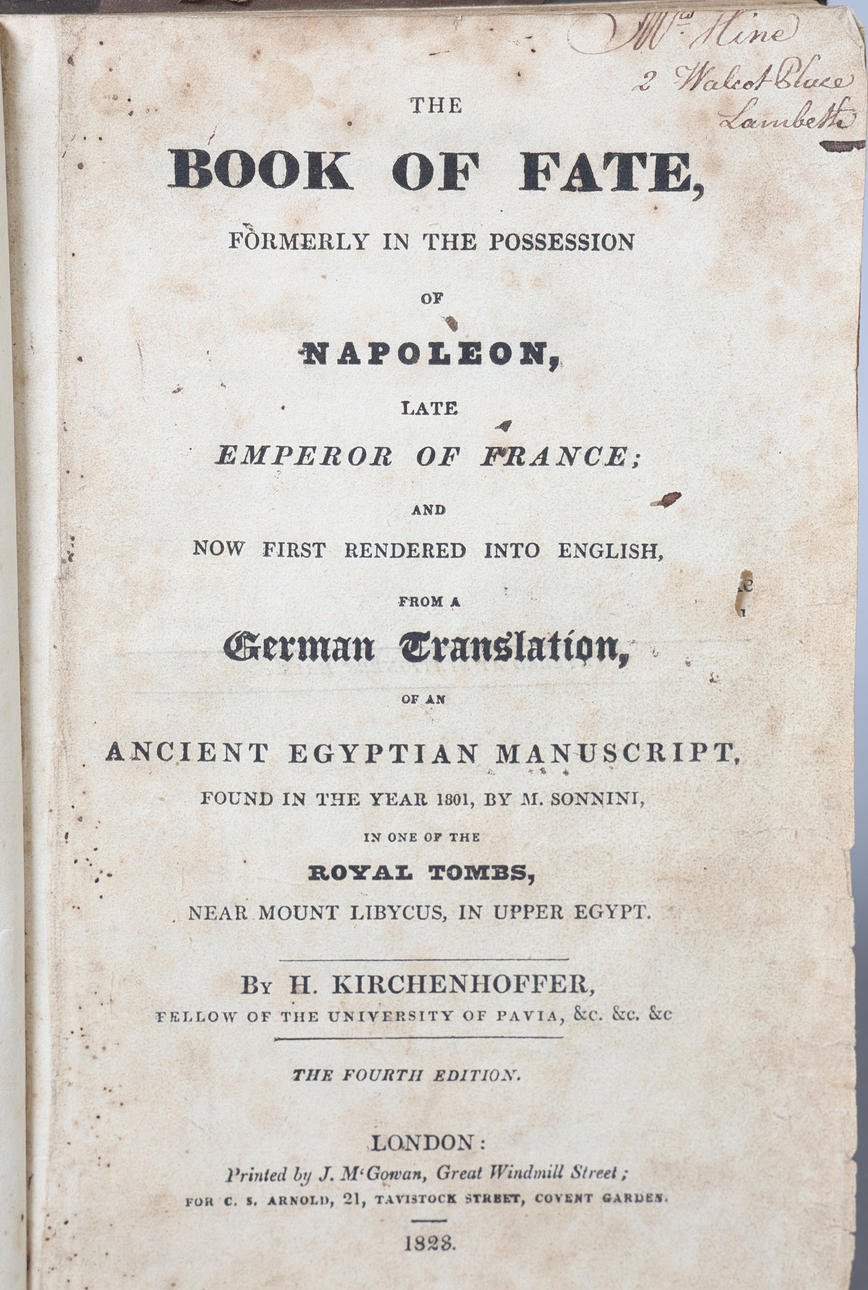 Mrs Hine
2 Walcot Place
Lambeth
THE
BOOK OF FATE,
FORMERLY IN THE POSSESSION
OF
NAPOLEON,
LATE
EMPEROR OF FRANCE;
AND
NOW FIRST RENDERED INTO ENGLISH,
FROM A
German Translation,
OF AN
ANCIENT EGYPTIAN MANUSCRIPT,
FOUND IN THE YEAR 1801, BY M. SONNINI,
IN ONE OF THE
ROYAL TOMBS,
NEAR MOUNT LIBYCUS, IN UPPER EGYPT.
BY H. KIRCHENHOFFER,
FELLOW OF THE UNIVERSITY OF PAVIA, &c. &c. &c
THE FOURTH EDITION.
LONDON:
Printed by J. M‘Gowan, Great Windmill Street;
FOR C. S. ARNOLD, 21, TAVISTOCK STREET, COVENT GARDEN.
1823.